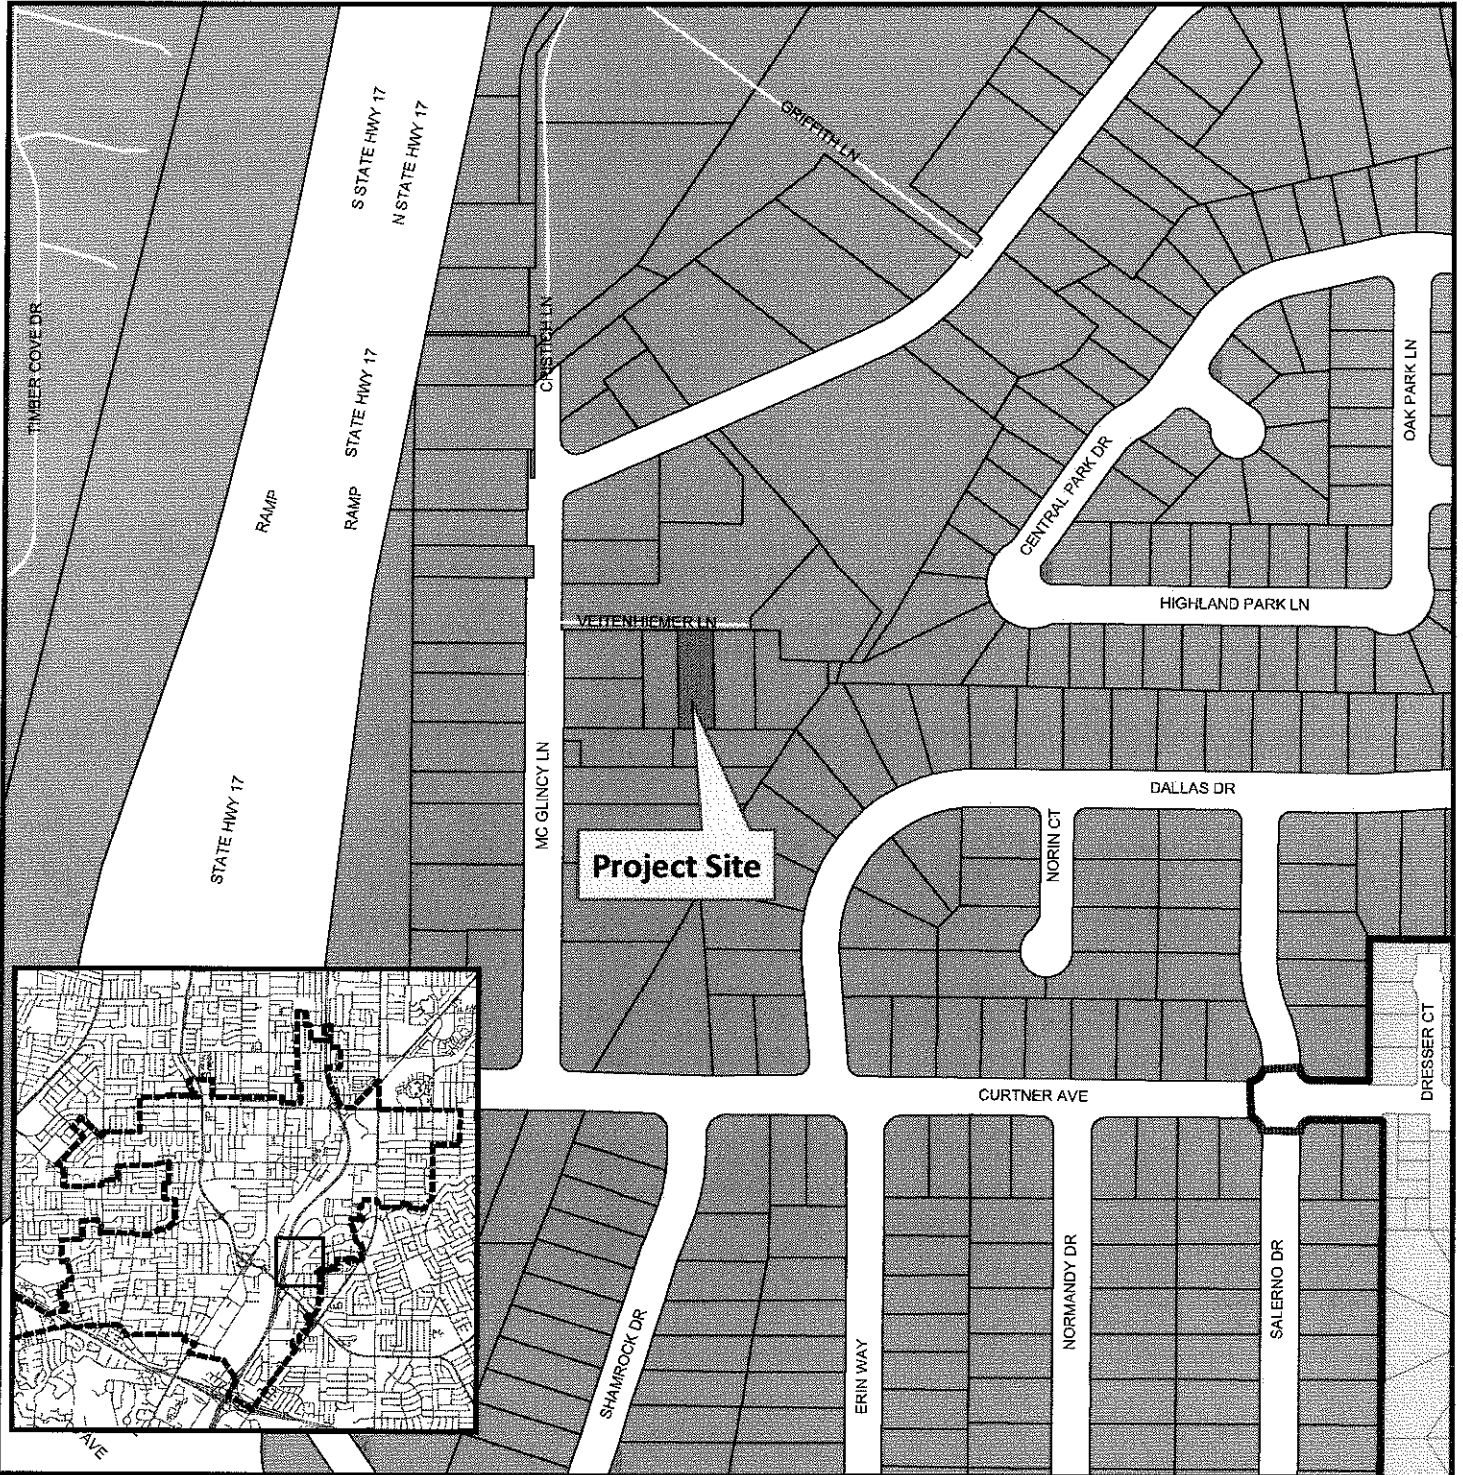 S STATE HWY 17
N STATE HWY 17
GRIFFITH LN
TIMBER COVE DR
CRISTICH LN
STATE HWY 17
OAK PARK LN
RAMP
RAMP
CENTRAL PARK DR
HIGHLAND PARK LN
VEITENHIEMER LN
MC GLINCY LN
DALLAS DR
STATE HWY 17
NORIN CT
Project Site
DRESSER CT
CURTNER AVE
NORMANDY DR
SALERNO DR
SHAMROCK DR
ERIN WAY
AVE